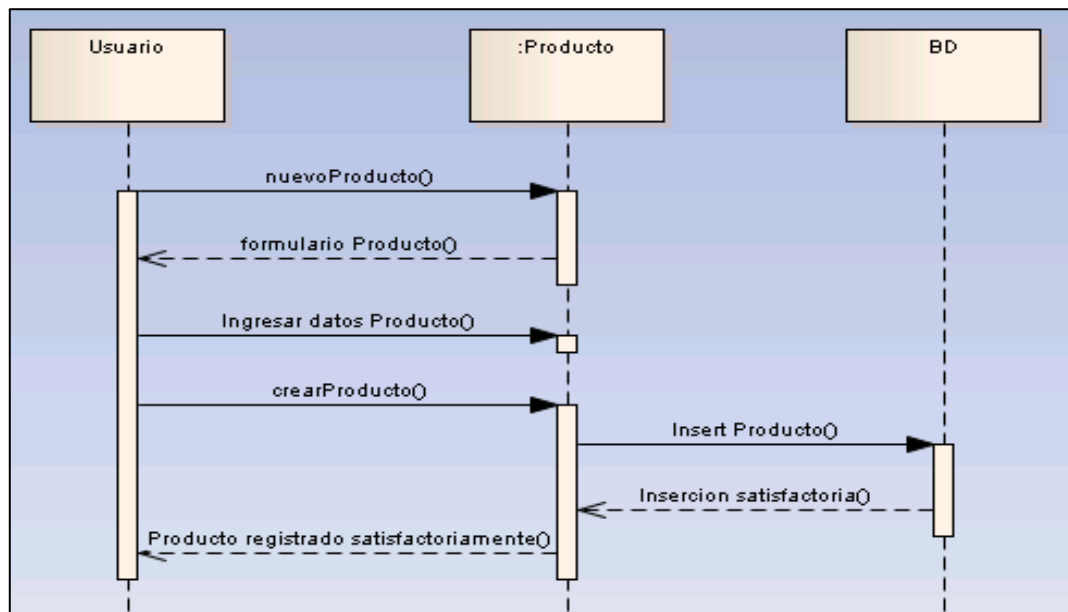 Usuario
:Producto
BD
nuevoProducto()
formulario Producto()
Ingresar datos Producto()
crearProducto()
Insert Producto()
Insercion satisfactoria()
Producto registrado satisfactoriamente()